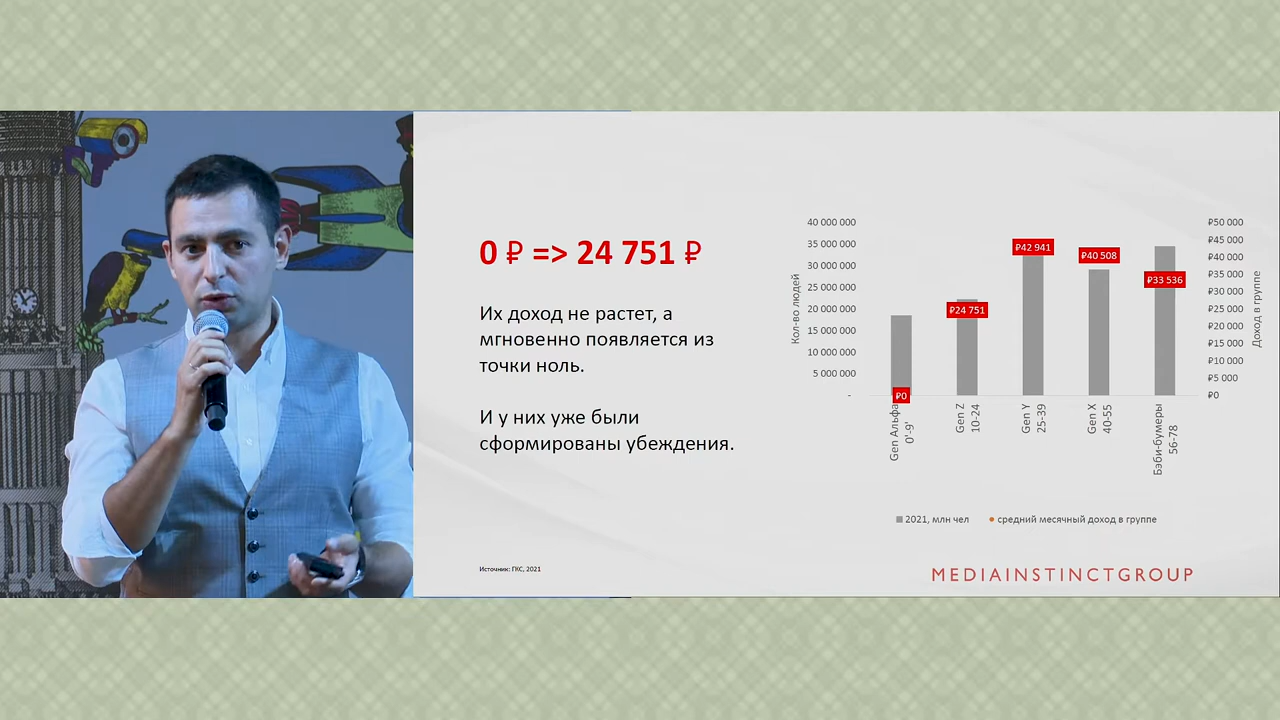 0 ₽ => 24 751 ₽
Их доход не растет, а
мгновенно появляется из
точки ноль.
И у них уже были
сформированы убеждения.
Источник: ГКС, 2021
Кол-во людей
40 000 000
35 000 000
30 000 000
25 000 000
20 000 000
15 000 000
10 000 000
5 000 000
-
₽0
₽24 751
₽42 941
₽40 508
₽33 536
₽50 000
₽45 000
₽40 000
₽35 000
₽30 000
₽25 000
₽20 000
₽15 000
₽10 000
₽5 000
₽0
Доход в группе
Gen Альфа
0'-9'
Gen Z
10-24
Gen Y
25-39
Gen X
40-55
Бэби-бумеры
56-78
2021, млн чел
средний месячный доход в группе
MEDIAINSTINCTGROUP